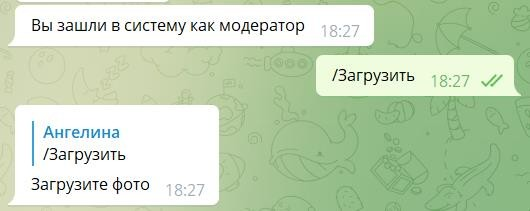 Вы зашли в систему как модератор 18:27
/Загрузить 18:27
Ангелина
/Загрузить
Загрузите фото 18:27